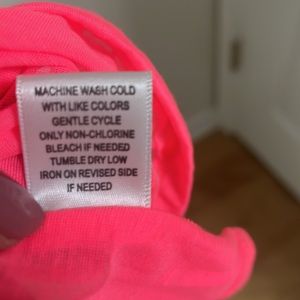 MACHINE WASH COLD
WITH LIKE COLORS
GENTLE CYCLE
ONLY NON-CHLORINE
BLEACH IF NEEDED
TUMBLE DRY LOW
IRON ON REVISED SIDE
IF NEEDED